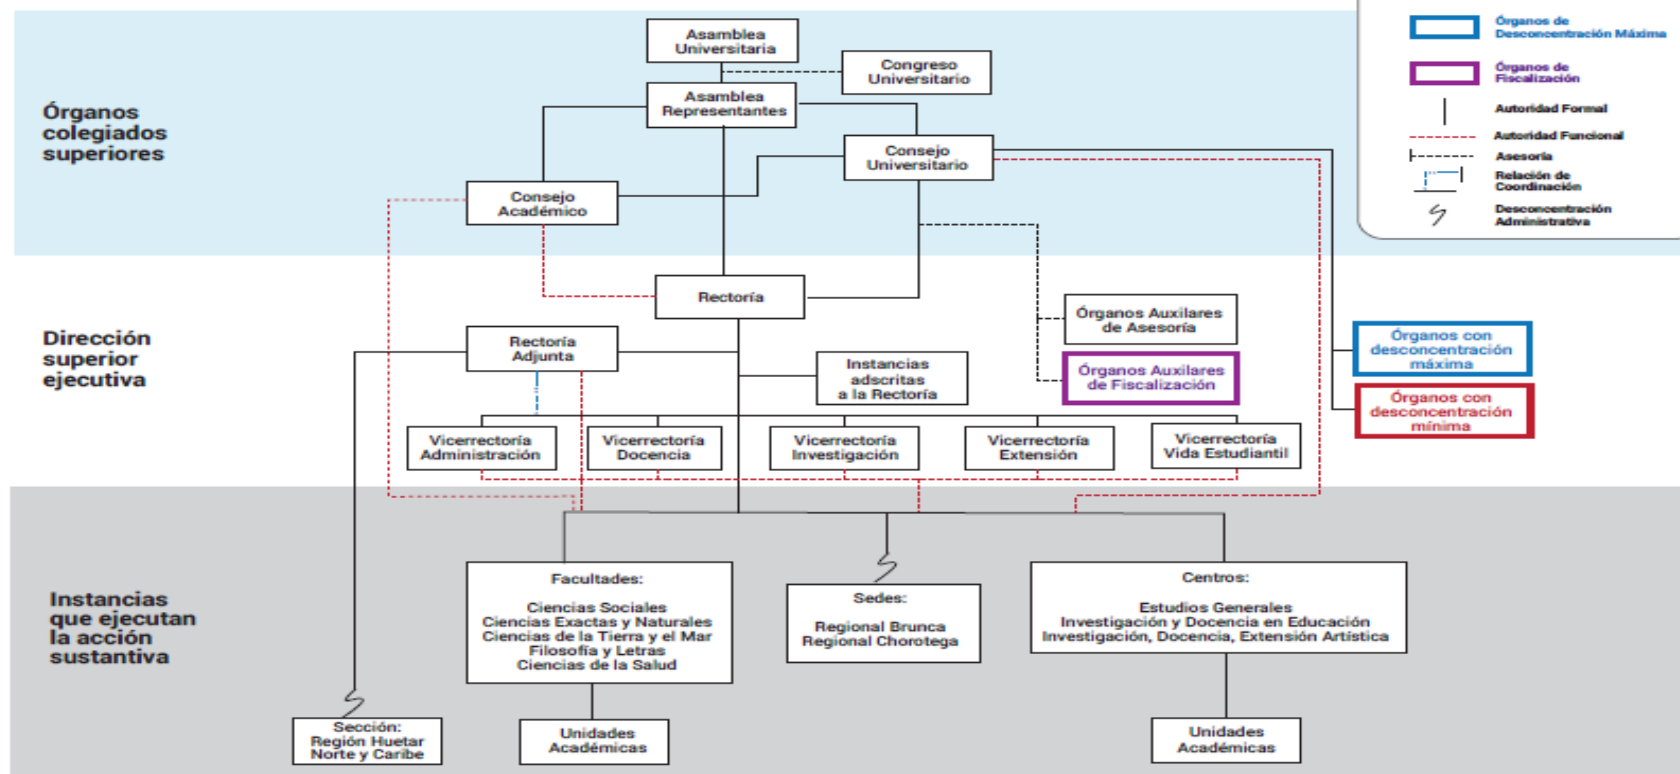 Asamblea
Universitaria
Congreso
Universitario
Asamblea
Representantes
Órganos
colegiados
superiores
Consejo
Universitario
Consejo
Académico
Órganos de
Desconcentración Máxima
Órganos de
Fiscalización
Autoridad Formal
Autoridad Funcional
Asesoría
Relación de
Coordinación
Desconcentración
Administrativa
Rectoría
Dirección
superior
ejecutiva
Rectoría
Adjunta
Instancias
adscritas
a la Rectoría
Órganos Auxilares
de Asesoría
Órganos Auxilares
de Fiscalización
Órganos con
desconcentración
máxima
Órganos con
desconcentración
mínima
Vicerrectoría
Administración
Vicerrectoría
Docencia
Vicerrectoría
Investigación
Vicerrectoría
Extensión
Vicerrectoría
Vida Estudiantil
Instancias
que ejecutan
la acción
sustantiva
Facultades:
Ciencias Sociales
Ciencias Exactas y Naturales
Ciencias de la Tierra y el Mar
Filosofía y Letras
Ciencias de la Salud
Sedes:
Regional Brunca
Regional Chorotega
Centros:
Estudios Generales
Investigación y Docencia en Educación
Investigación, Docencia, Extensión Artística
Sección:
Región Huetar
Norte y Caribe
Unidades
Académicas
Unidades
Académicas